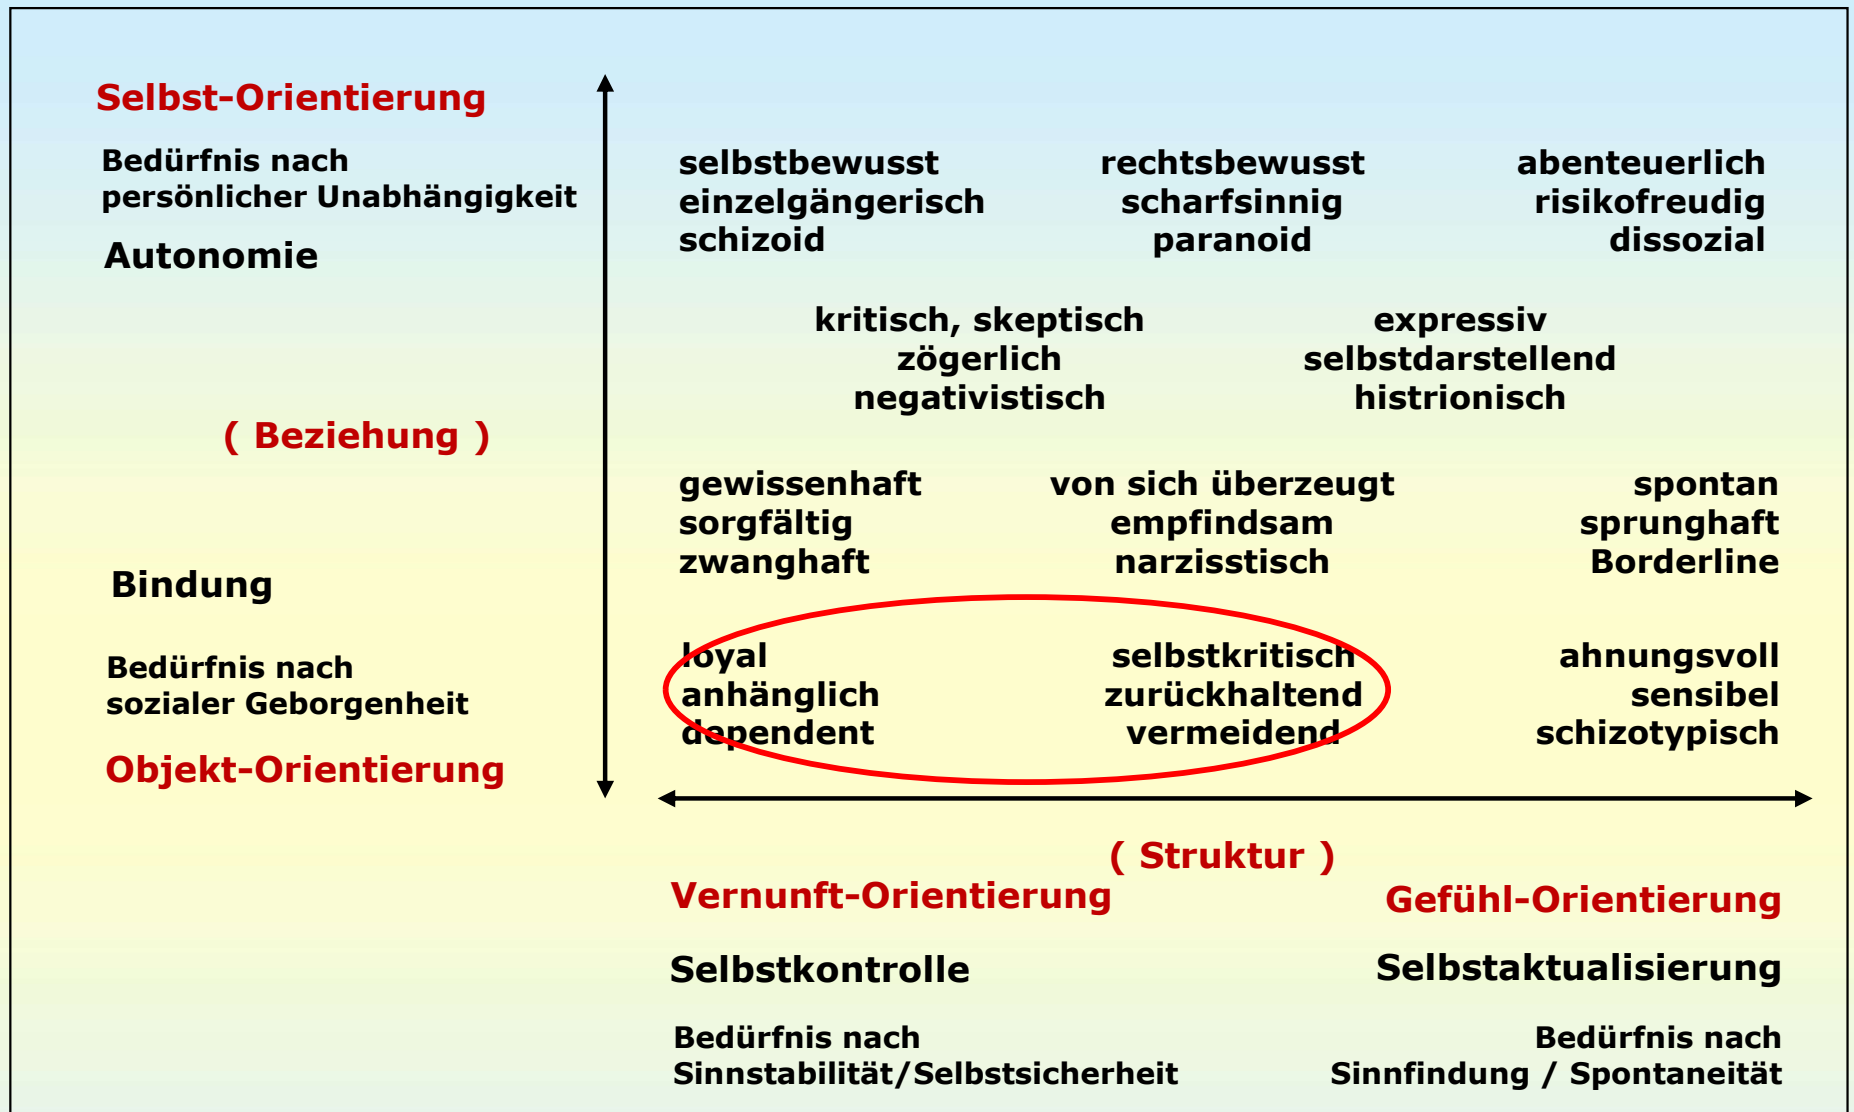 Selbst-Orientierung
Bedürfnis nach
persönlicher Unabhängigkeit
Autonomie
selbstbewusst rechtsbewusst abenteuerlich
einzelgängerisch scharfsinnig risikofreudig
schizoid paranoid dissozial
kritisch, skeptisch expressiv
zögerlich selbstdarstellend
negativistisch histrionisch
( Beziehung )
gewissenhaft von sich überzeugt spontan
sorgfältig empfindsam sprunghaft
zwanghaft narzisstisch Borderline
Bindung
Bedürfnis nach
sozialer Geborgenheit
Objekt-Orientierung
loyal selbstkritisch ahnungsvoll
anhänglich zurückhaltend sensibel
dependent vermeidend schizotypisch
( Struktur )
Vernunft-Orientierung Gefühl-Orientierung
Selbstkontrolle Selbstaktualisierung
Bedürfnis nach Bedürfnis nach
Sinnstabilität/Selbstsicherheit Sinnfindung / Spontaneität